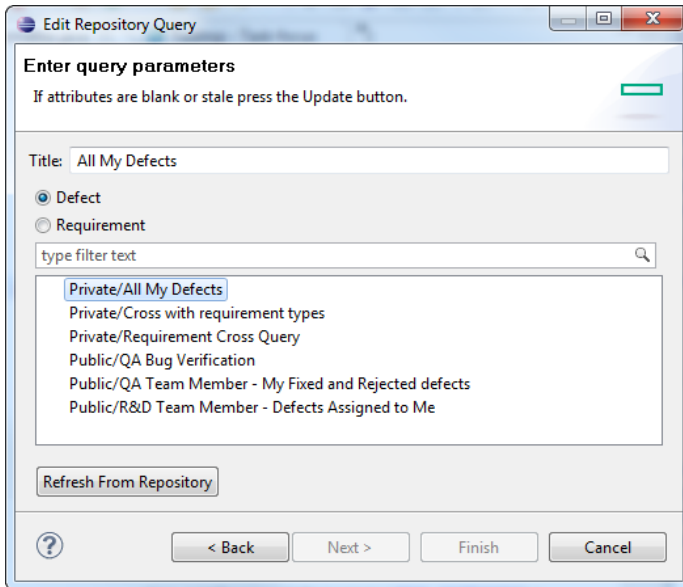 Edit Repository Query
Enter query parameters
If attributes are blank or stale press the Update button.
Title: All My Defects
Defect
Requirement
type filter text
Private/All My Defects
Private/Cross with requirement types
Private/Requirement Cross Query
Public/QA Bug Verification
Public/QA Team Member - My Fixed and Rejected defects
Public/R&D Team Member - Defects Assigned to Me
Refresh From Repository
? < Back Next > Finish Cancel